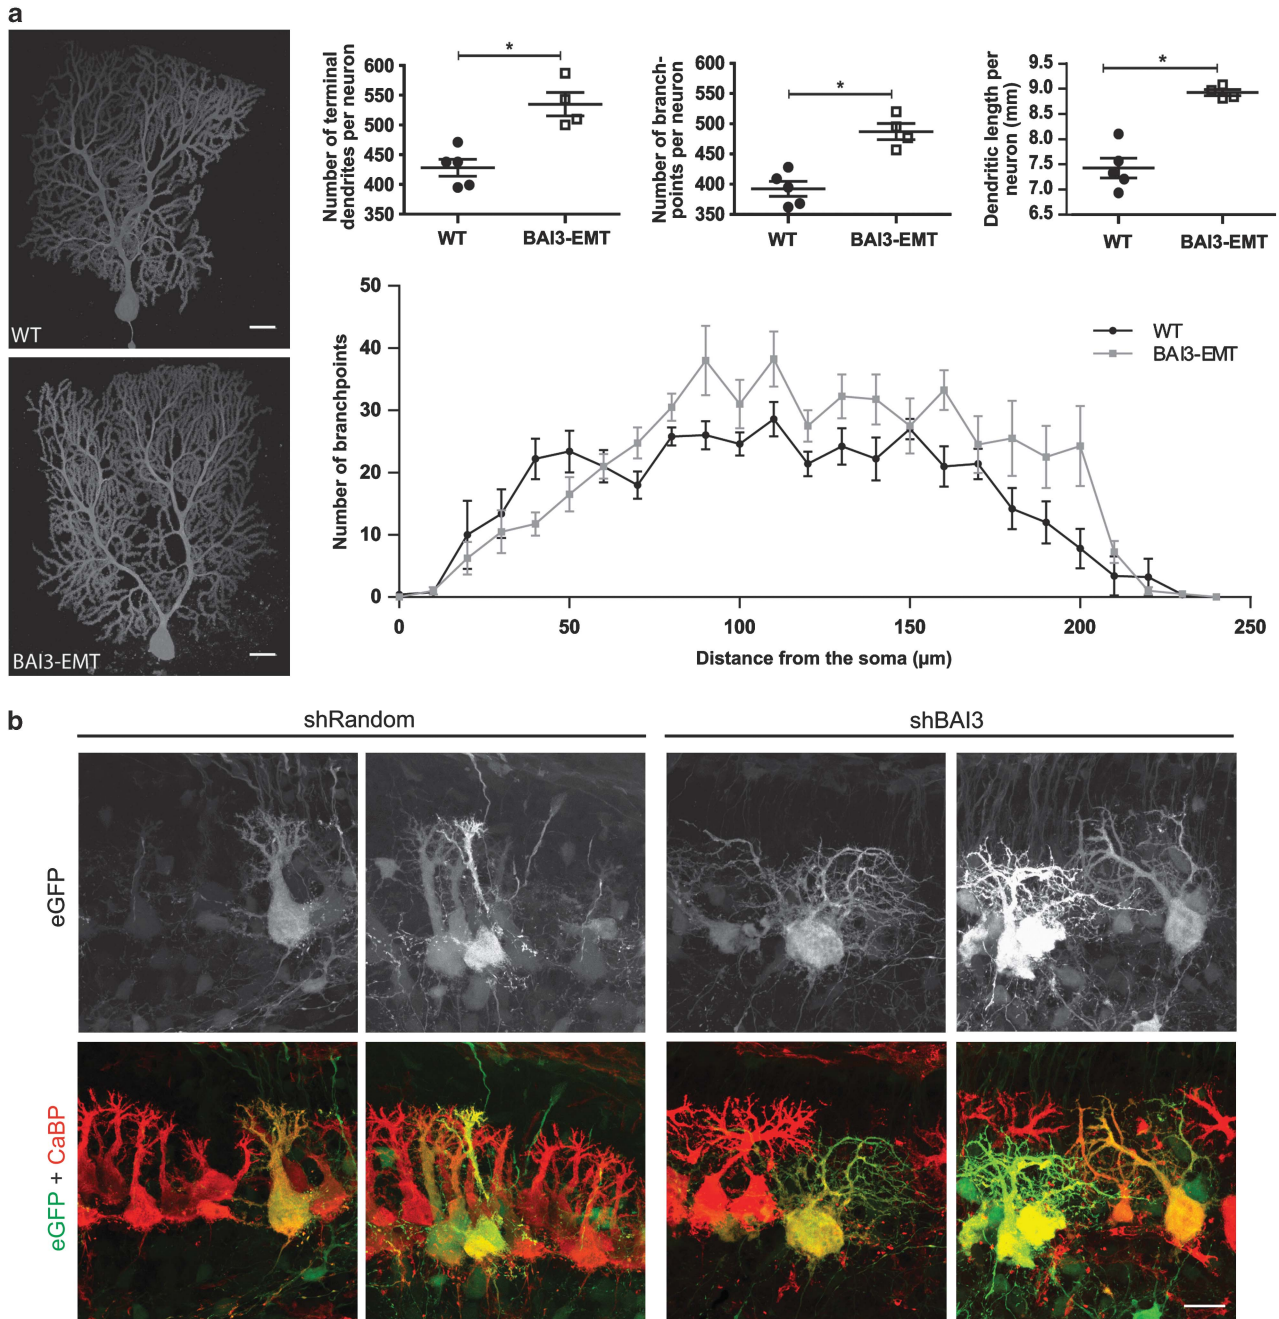 a
WT
BAI3-EMT
Number of terminal
dendrites per neuron
600
550
500
450
400
350
*
WT
BAI3-EMT
Number of branch-
points per neuron
600
550
500
450
400
350
*
WT
BAI3-EMT
Dendritic length per
neuron (mm)
9.5
9.0
8.0
7.5
7.0
6.5
*
WT
BAI3-EMT
Number of branchpoints
50
40
30
20
10
0
0
50
100
150
200
250
Distance from the soma (µm)
WT
BAI3-EMT
b
shRandom
shBAI3
eGFP
eGFP + CaBP